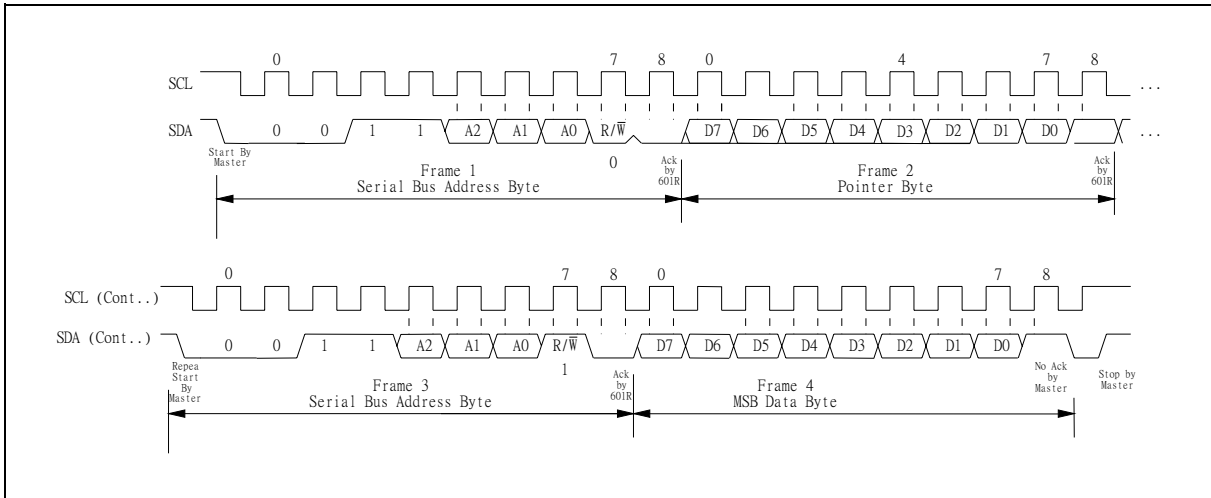 0 7 8 0 4 7 8
SCL ...
SDA 0 0 1 1 A2 A1 A0 R/W̅ D7 D6 D5 D4 D3 D2 D1 D0 ...
Start By
Master
0
Ack
by
601R
Frame 1
Serial Bus Address Byte
Frame 2
Pointer Byte
Ack
by
601R
0 7 8 0 7 8
SCL (Cont..)
SDA (Cont..) 0 0 1 1 A2 A1 A0 R/W̅ D7 D6 D5 D4 D3 D2 D1 D0
Repea
Start
By
Master
1
Frame 3
Serial Bus Address Byte
Ack
by
601R
Frame 4
MSB Data Byte
No Ack
by
Master
Stop by
Master